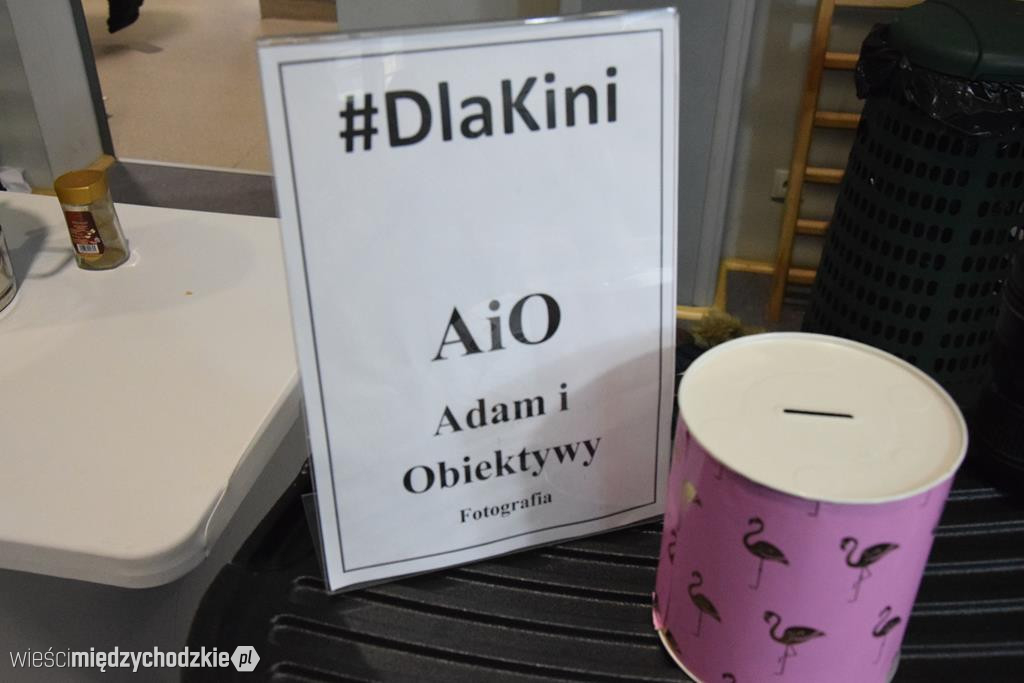 #DlaKini
AiO
Adam i
Obiektywy
Fotografia
wieścimiędzychodzkie.pl